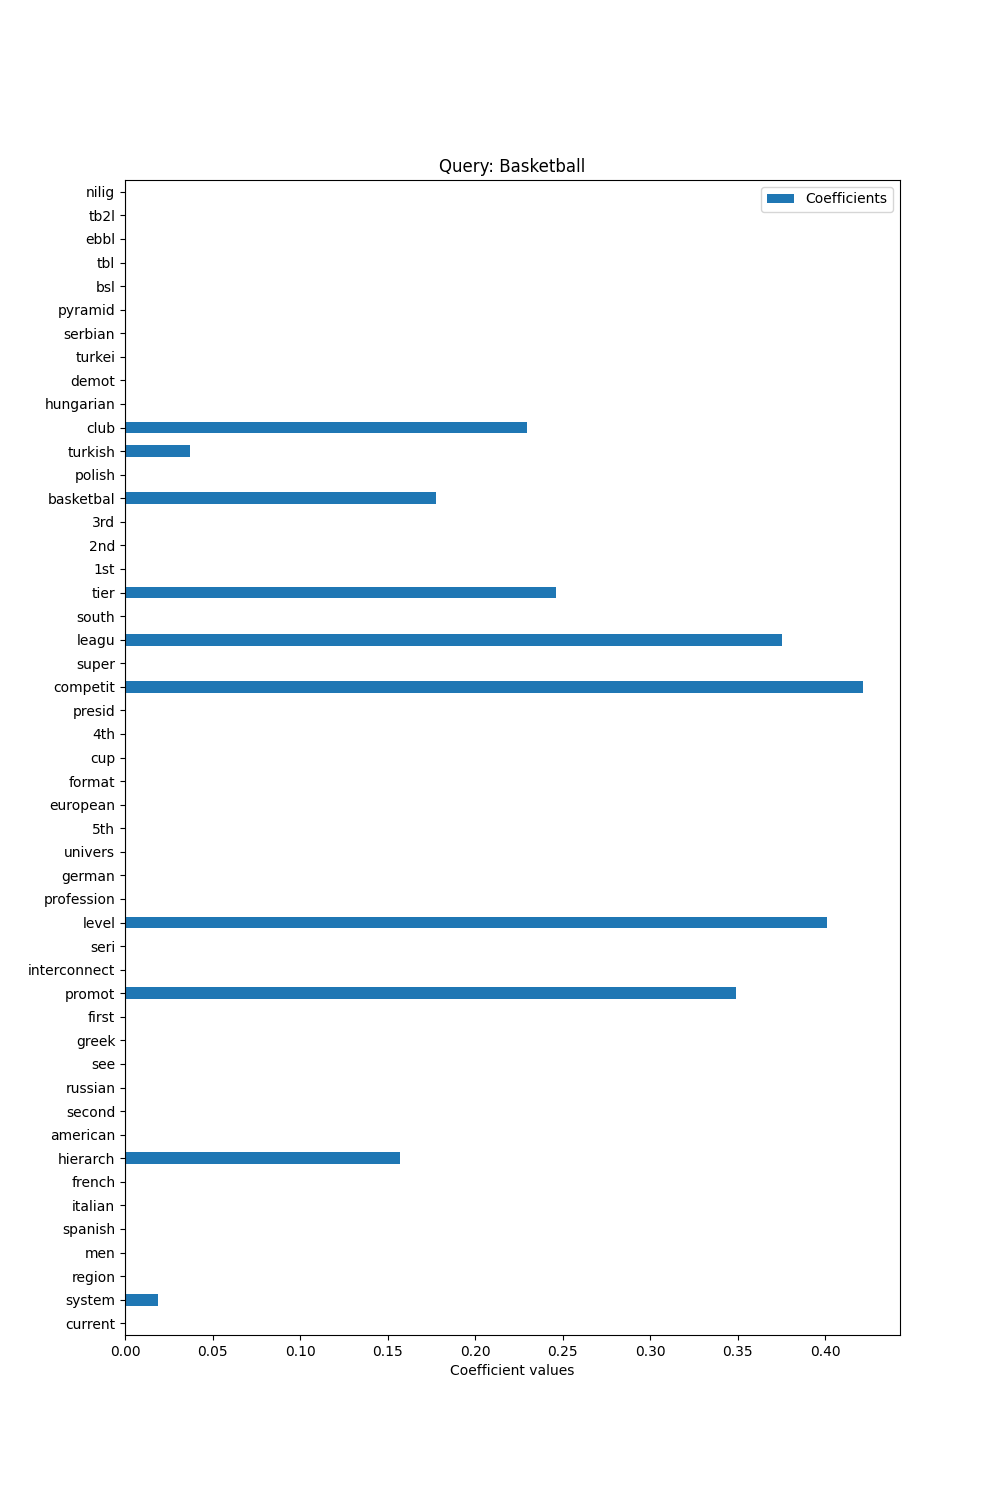 Query: Basketball
Coefficients
nilig
tb2l
ebbl
tbl
bsl
pyramid
serbian
turkei
demot
hungarian
club
turkish
polish
basketbal
3rd
2nd
1st
tier
south
leagu
super
competit
presid
4th
cup
format
european
5th
univers
german
profession
level
seri
interconnect
promot
first
greek
see
russian
second
american
hierarch
french
italian
spanish
men
region
system
current
0.00 0.05 0.10 0.15 0.20 0.25 0.30 0.35 0.40
Coefficient values